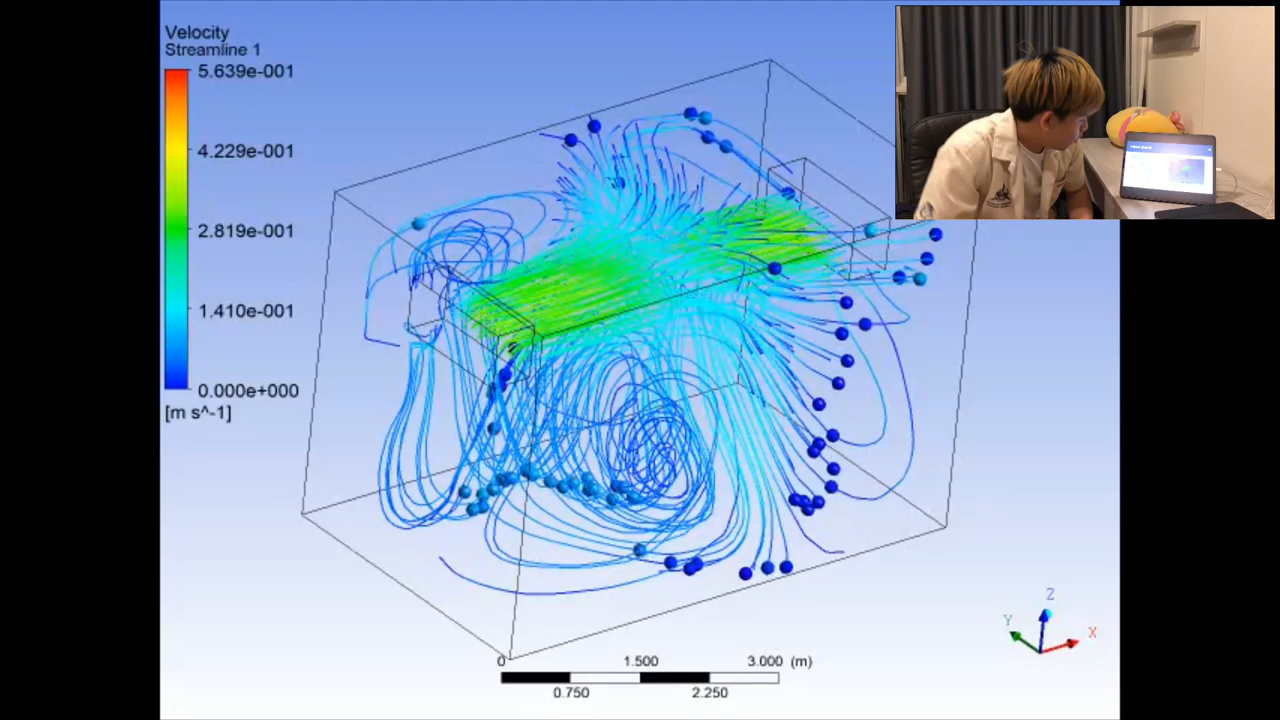 Velocity
Streamline 1
5.639e-001
4.229e-001
2.819e-001
1.410e-001
0.000e+000
[m s^-1]
Z
Y
X
0 1.500 3.000 (m)
0.750 2.250